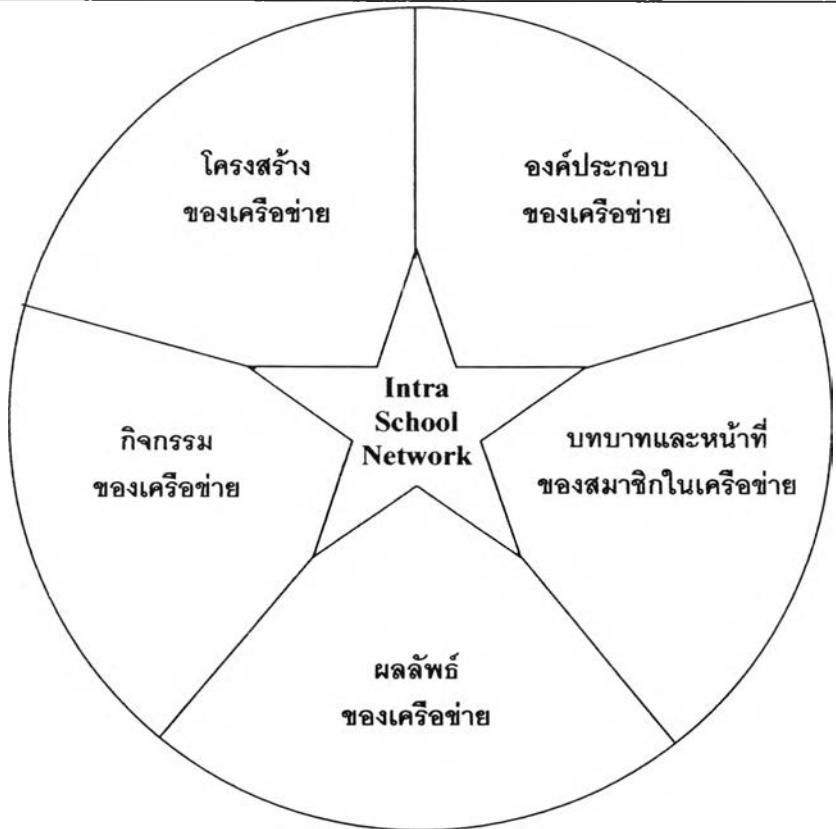 โครงสร้าง
ของเครือข่าย
องค์ประกอบ
ของเครือข่าย
Intra
School
Network
กิจกรรม
ของเครือข่าย
บทบาทและหน้าที่
ของสมาชิกในเครือข่าย
ผลลัพธ์
ของเครือข่าย